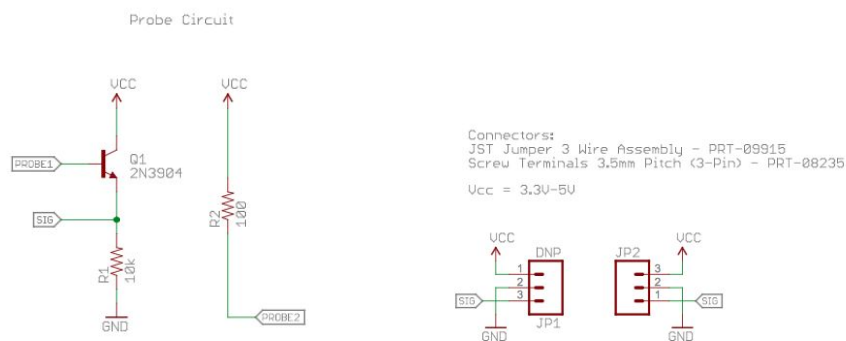 Probe Circuit
VCC
VCC
PROBE1
Q1
2N3904
SIG
R1
10k
GND
R2
100
PROBE2
Connectors:
JST Jumper 3 Wire Assembly - PRT-09915
Screw Terminals 3.5mm Pitch (3-Pin) - PRT-08235
Vcc = 3.3V-5V
VCC
DNP
1
2
3
SIG
GND
JP1
JP2
VCC
3
2
1
SIG
GND